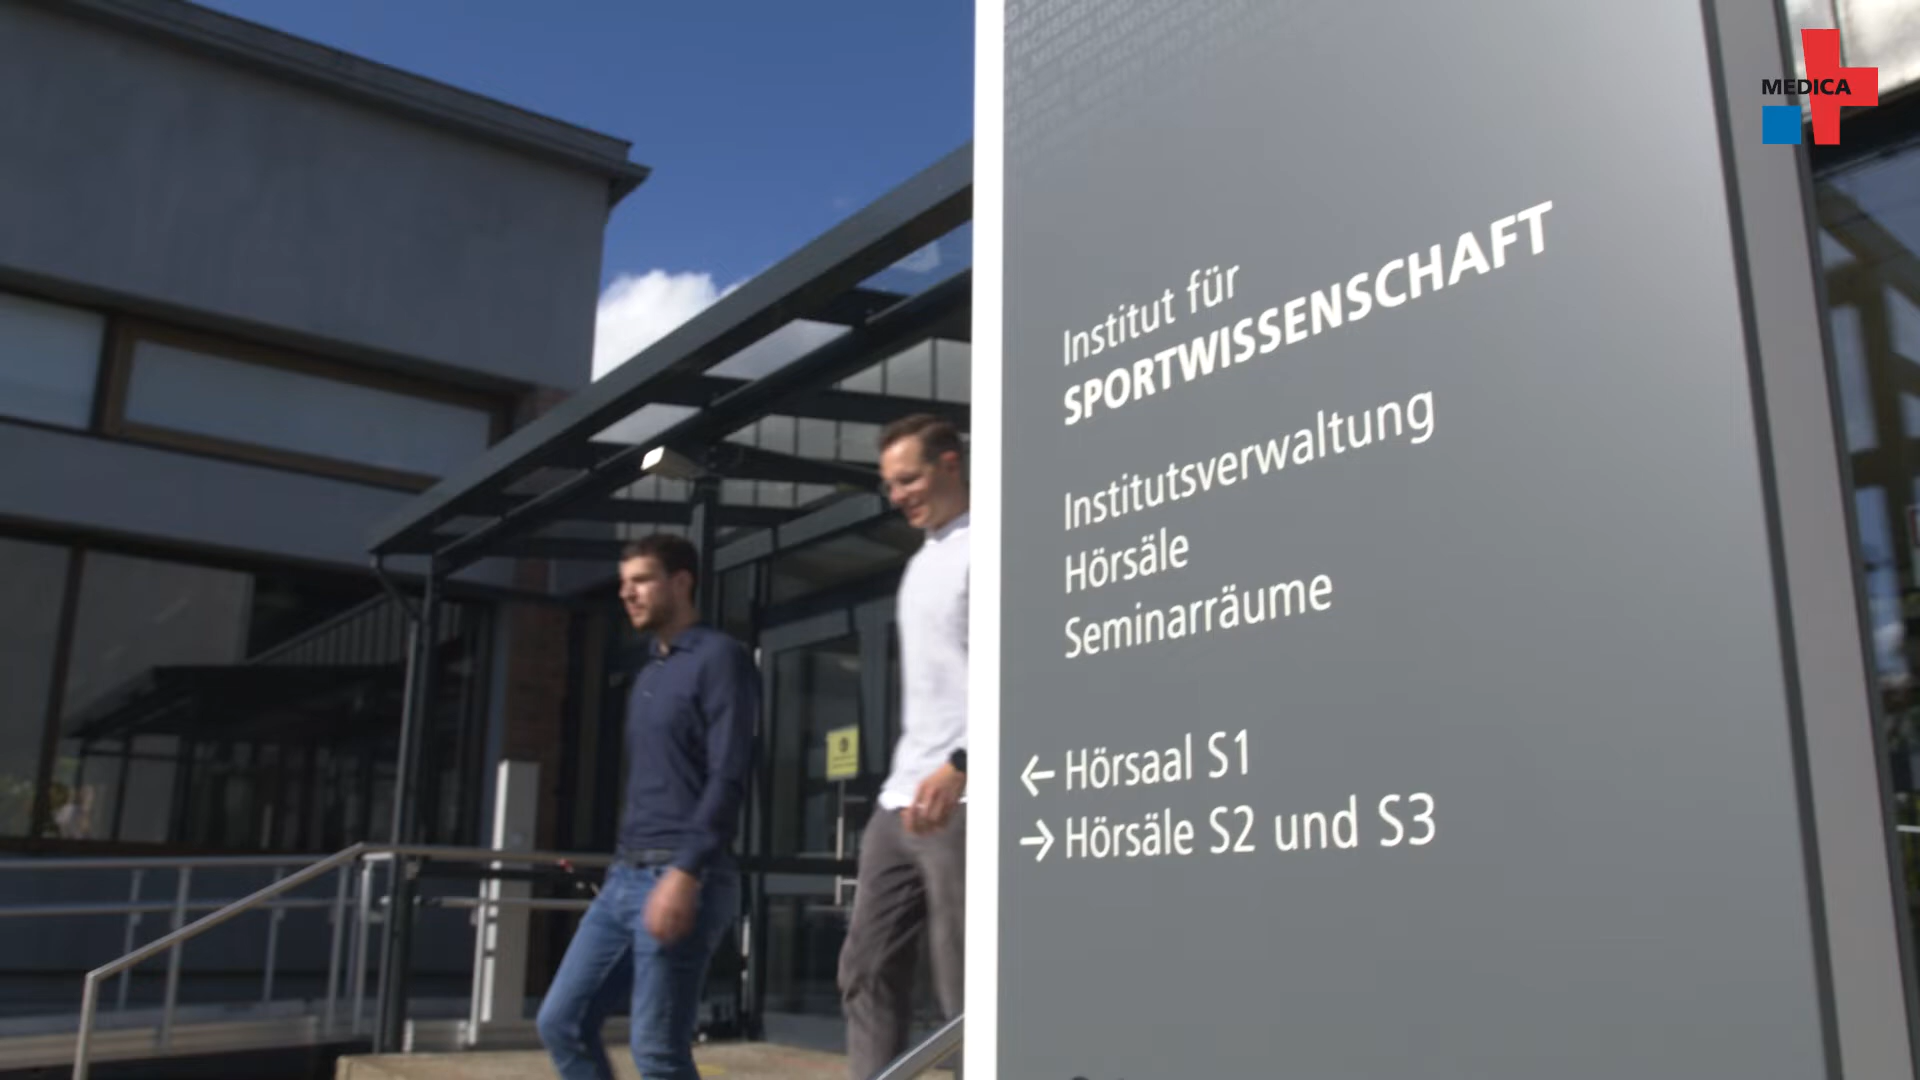 MEDICA
Institut für
SPORTWISSENSCHAFT
Institutsverwaltung
Hörsäle
Seminarräume
← Hörsaal S1
→ Hörsäle S2 und S3